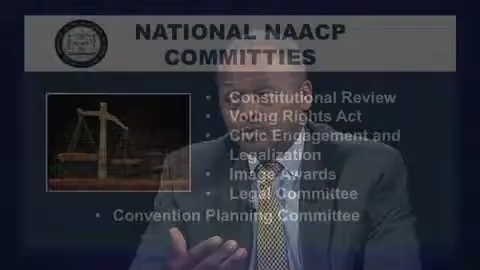 NATIONAL NAACP
COMMITTIES
• Constitutional Review
• Voting Rights Act
• Civic Engagement and
Legalization
• Image Awards
• Legal Committee
• Convention Planning Committee